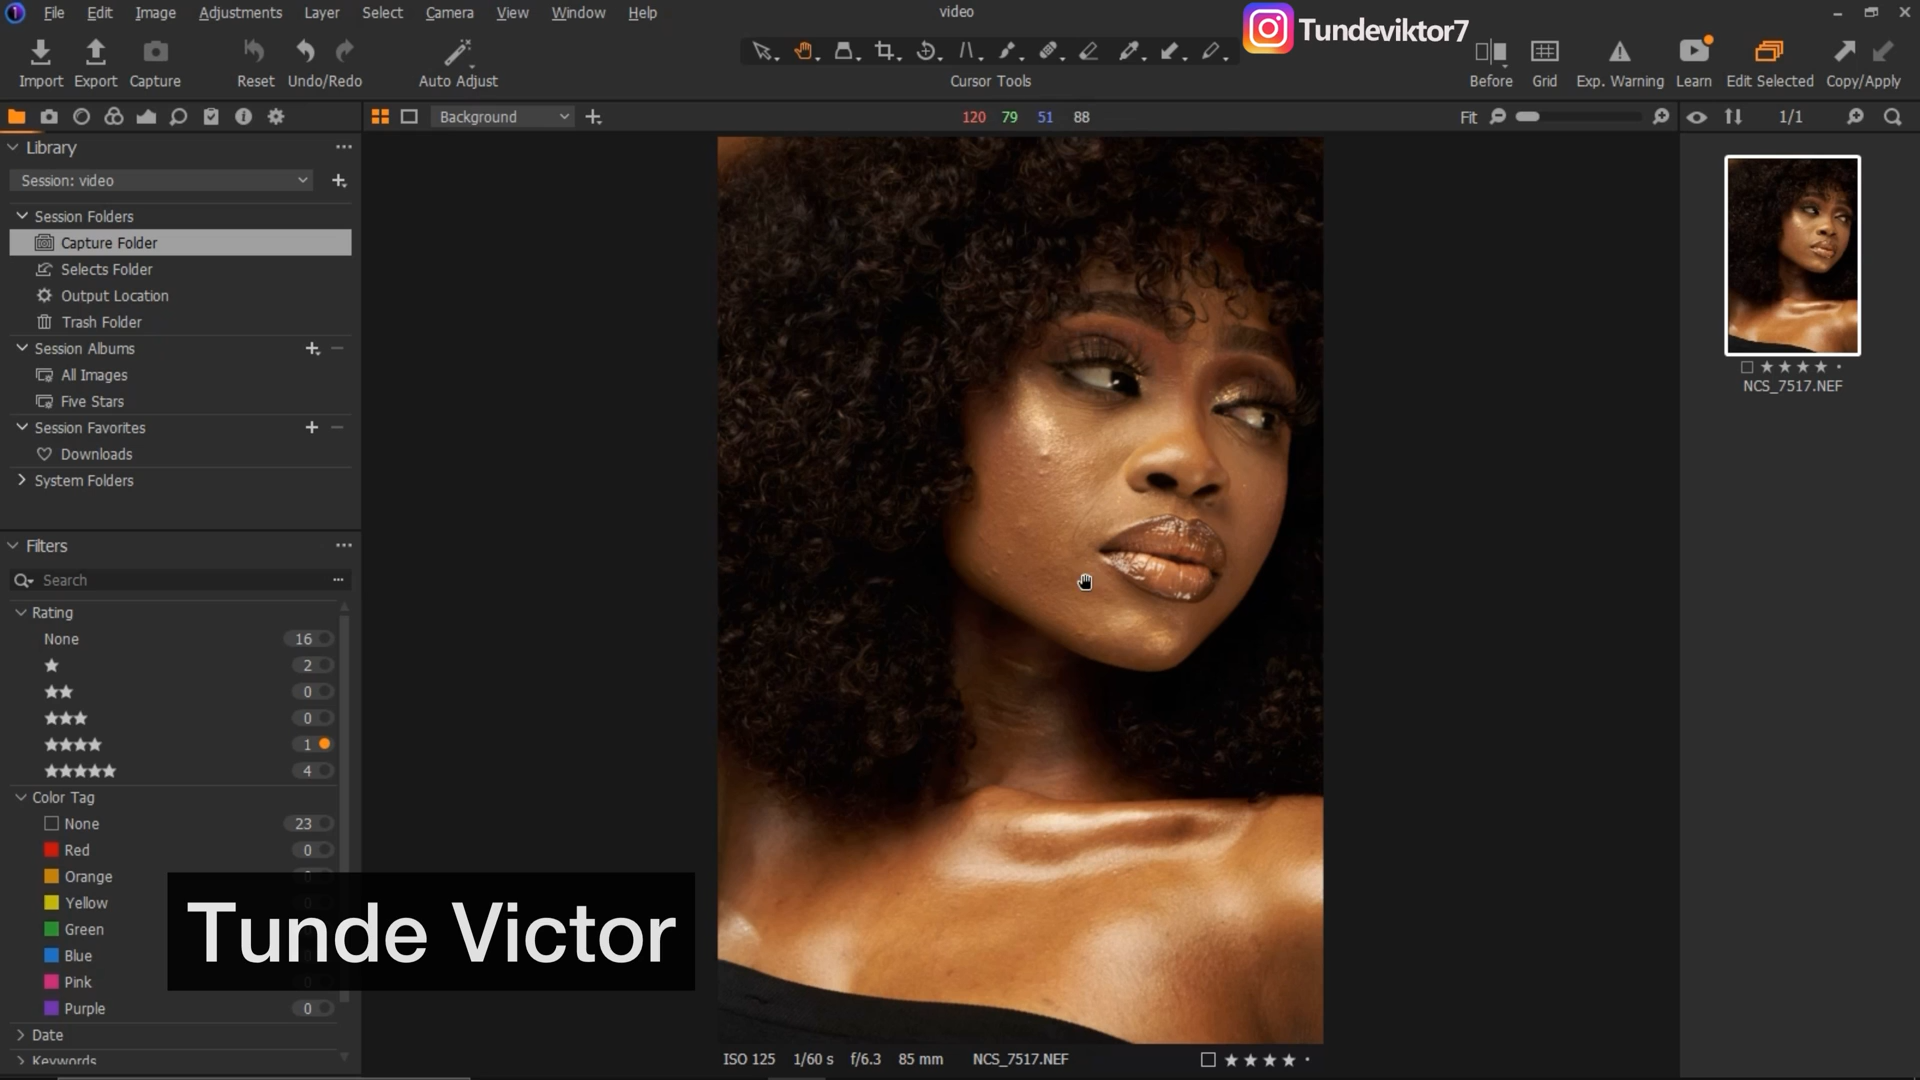 File Edit Image Adjustments Layer Select Camera View Window Help
video
Tundeviktor7
Import Export Capture Reset Undo/Redo Auto Adjust
Cursor Tools
Before Grid Exp. Warning Learn Edit Selected Copy/Apply
Background
120 79 51 88
Fit
1/1
Library
Session: video
Session Folders
Capture Folder
Selects Folder
Output Location
Trash Folder
Session Albums
All Images
Five Stars
Session Favorites
Downloads
System Folders
Filters
Search
Rating
None 16
2
0
0
1
4
Color Tag
None 23
Red 0
Orange
Yellow
Green
Blue
Pink
Purple 0
Date
Keywords
Tunde Victor
ISO 125 1/60 s f/6.3 85 mm NCS_7517.NEF
NCS_7517.NEF